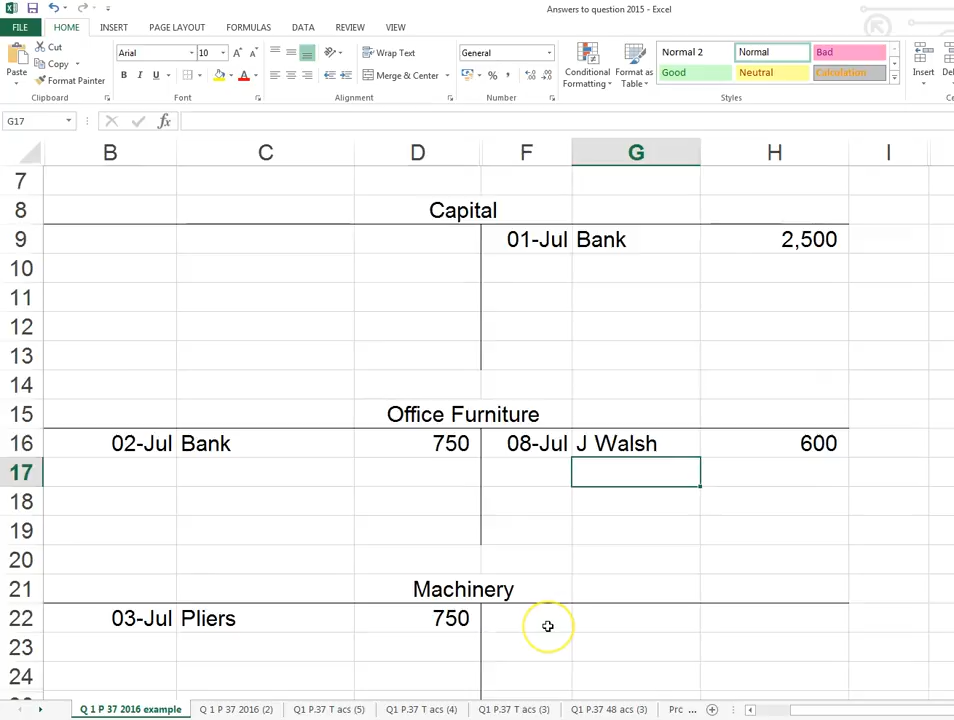 Answers to question 2015 - Excel
FILE HOME INSERT PAGE LAYOUT FORMULAS DATA REVIEW VIEW
Paste Cut Copy Format Painter
Arial 10
B I U
Wrap Text
Merge & Center
General
% ,
Conditional Formatting
Format as Table
Normal 2 Normal Bad
Good Neutral Calculation
Insert
Clipboard Font Alignment Number Styles
G17 fx
B C D F G H I
7
8 Capital
9 01-Jul Bank 2,500
10
11
12
13
14
15 Office Furniture
16 02-Jul Bank 750 08-Jul J Walsh 600
17
18
19
20
21 Machinery
22 03-Jul Pliers 750
23
24
Q 1 P 37 2016 example Q 1 P 37 2016 (2) Q1 P.37 T acs (5) Q1 P.37 T acs (4) Q1 P.37 T acs (3) Q1 P.37 48 acs (3) Prc ...